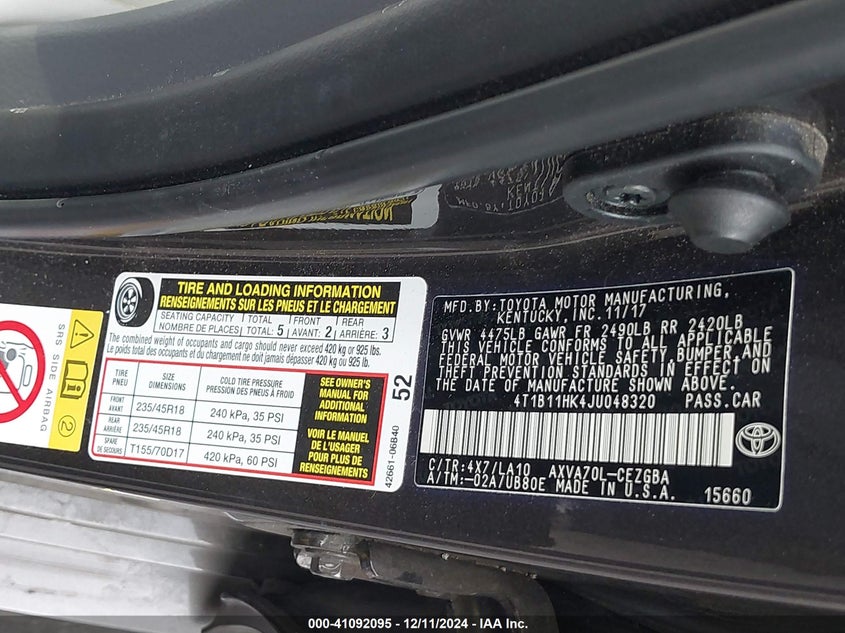 TIRE AND LOADING INFORMATION
RENSEIGNEMENTS SUR LES PNEUS ET LE CHARGEMENT
SEATING CAPACITY TOTAL FRONT REAR
NOMBRE DE PLACES TOTAL: 5 AVANT: 2 ARRIÈRE: 3
The combined weight of occupants and cargo should never exceed 420 kg or 925 lbs.
Le poids total des occupants et du chargement ne doit jamais dépasser 420 kg ou 925 lb.
TIRE PNEU SIZE DIMENSIONS COLD TIRE PRESSURE PRESSION DES PNEUS À FROID
FRONT AVANT 235/45R18 240 kPa, 35 PSI
REAR ARRIÈRE 235/45R18 240 kPa, 35 PSI
SPARE DE SECOURS T155/70D17 420 kPa, 60 PSI
SEE OWNER'S
MANUAL FOR
ADDITIONAL
INFORMATION
VOIR LE MANUEL
DE L'USAGER
POUR PLUS DE
RENSEIGNEMENTS
52
42661-06B40
SRS SIDE AI
2
MFD.BY:TOYOTA MOTOR MANUFACTURING,
KENTUCKY, INC. 11/17
GVWR 4475LB GAWR FR 2490LB RR 2420LB
THIS VEHICLE CONFORMS TO ALL APPLICABLE
FEDERAL MOTOR VEHICLE SAFETY,BUMPER,AND
THEFT PREVENTION STANDARDS IN EFFECT ON
THE DATE OF MANUFACTURE SHOWN ABOVE.
4T1B11HK4JU048320 PASS.CAR
C/TR:4X7/LA10 AXVA70L-CEZGBA
A/TM:-02A/UB80E MADE IN U.S.A. 15660
000-41092095 - 12/11/2024 - IAA Inc.